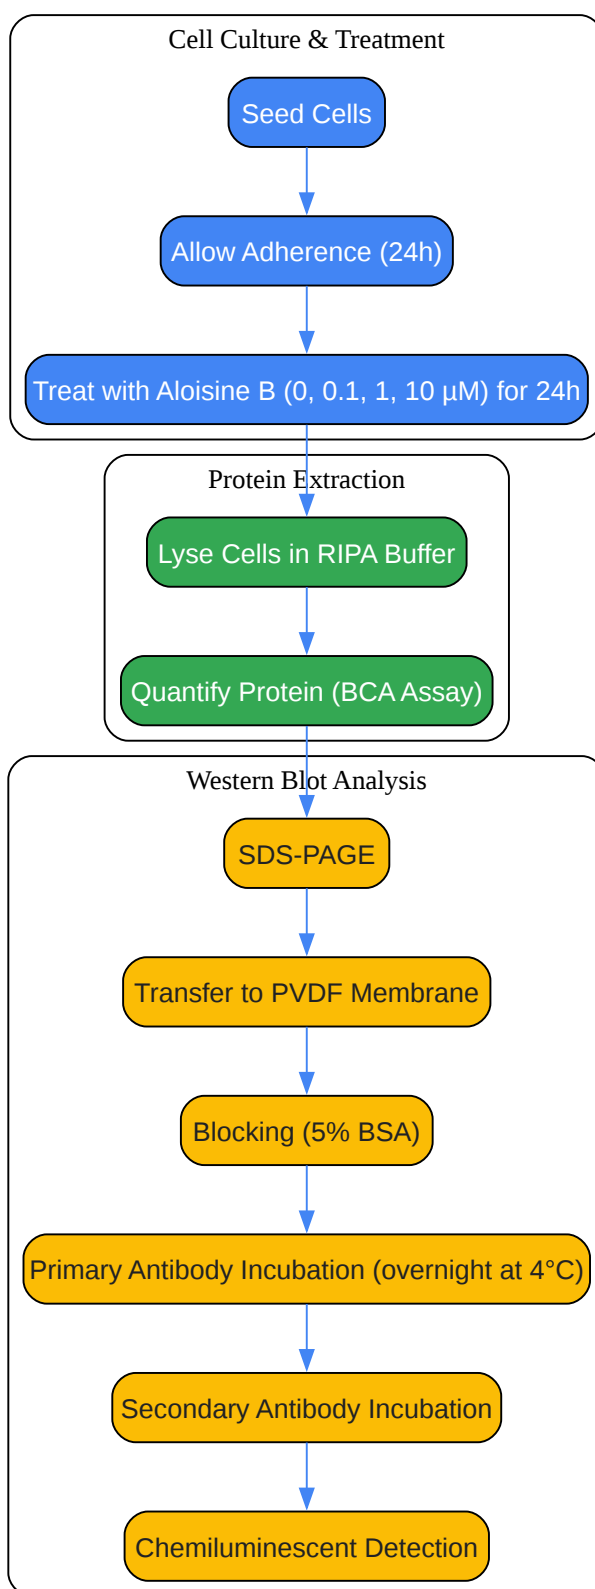 Cell Culture & Treatment
Seed Cells
Allow Adherence (24h)
Treat with Aloisine B (0, 0.1, 1, 10 µM) for 24h
Protein Extraction
Lyse Cells in RIPA Buffer
Quantify Protein (BCA Assay)
Western Blot Analysis
SDS-PAGE
Transfer to PVDF Membrane
Blocking (5% BSA)
Primary Antibody Incubation (overnight at 4°C)
Secondary Antibody Incubation
Chemiluminescent Detection